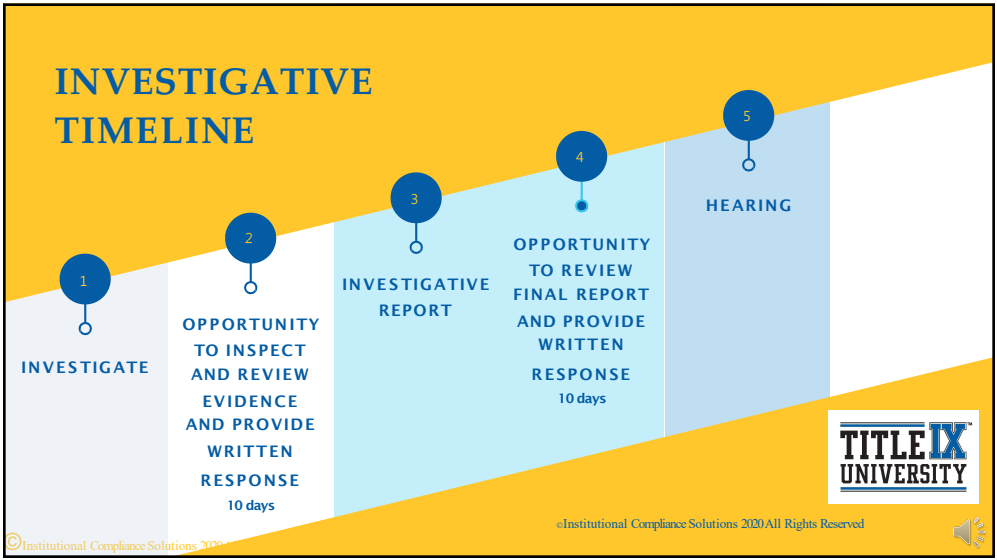 INVESTIGATIVE
TIMELINE
1
INVESTIGATE
2
OPPORTUNITY
TO INSPECT
AND REVIEW
EVIDENCE
AND PROVIDE
WRITTEN
RESPONSE
10 days
3
INVESTIGATIVE
REPORT
4
OPPORTUNITY
TO REVIEW
FINAL REPORT
AND PROVIDE
WRITTEN
RESPONSE
10 days
5
HEARING
TITLE IX™
UNIVERSITY
©Institutional Compliance Solutions 2020 All Rights Reserved
©Institutional Compliance Solutions 2020